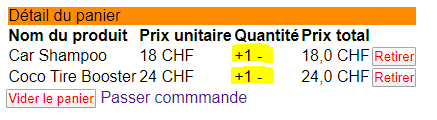 Détail du panier
Nom du produit Prix unitaire Quantité Prix total
Car Shampoo 18 CHF +1 - 18,0 CHF Retirer
Coco Tire Booster 24 CHF +1 - 24,0 CHF Retirer
Vider le panier Passer commmande